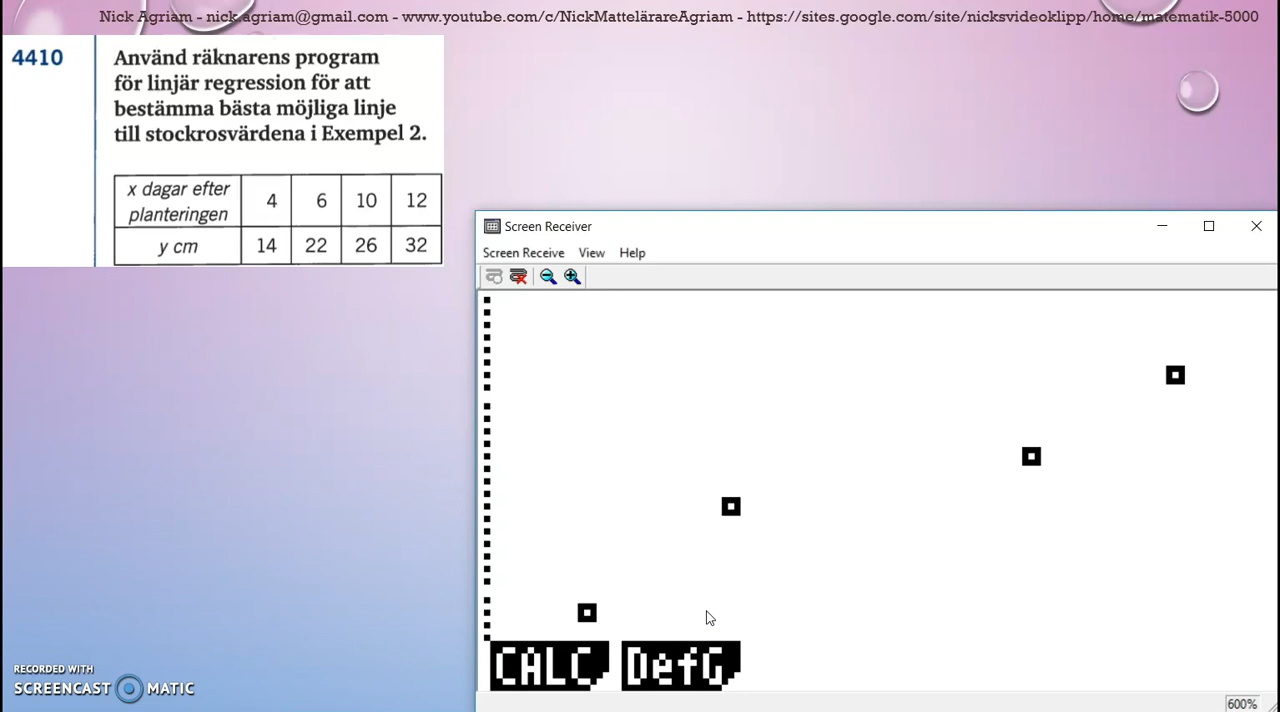 Nick Agriam - nick.agriam@gmail.com - www.youtube.com/c/NickMattelärareAgriam - https://sites.google.com/site/nicksvideoklipp/home/matematik-5000
4410
Använd räknarens program
för linjär regression för att
bestämma bästa möjliga linje
till stockrosvärdena i Exempel 2.
x dagar efter planteringen 4 6 10 12
y cm 14 22 26 32
Screen Receiver
Screen Receive View Help
CALC DefG
600%
RECORDED WITH
SCREENCAST MATIC